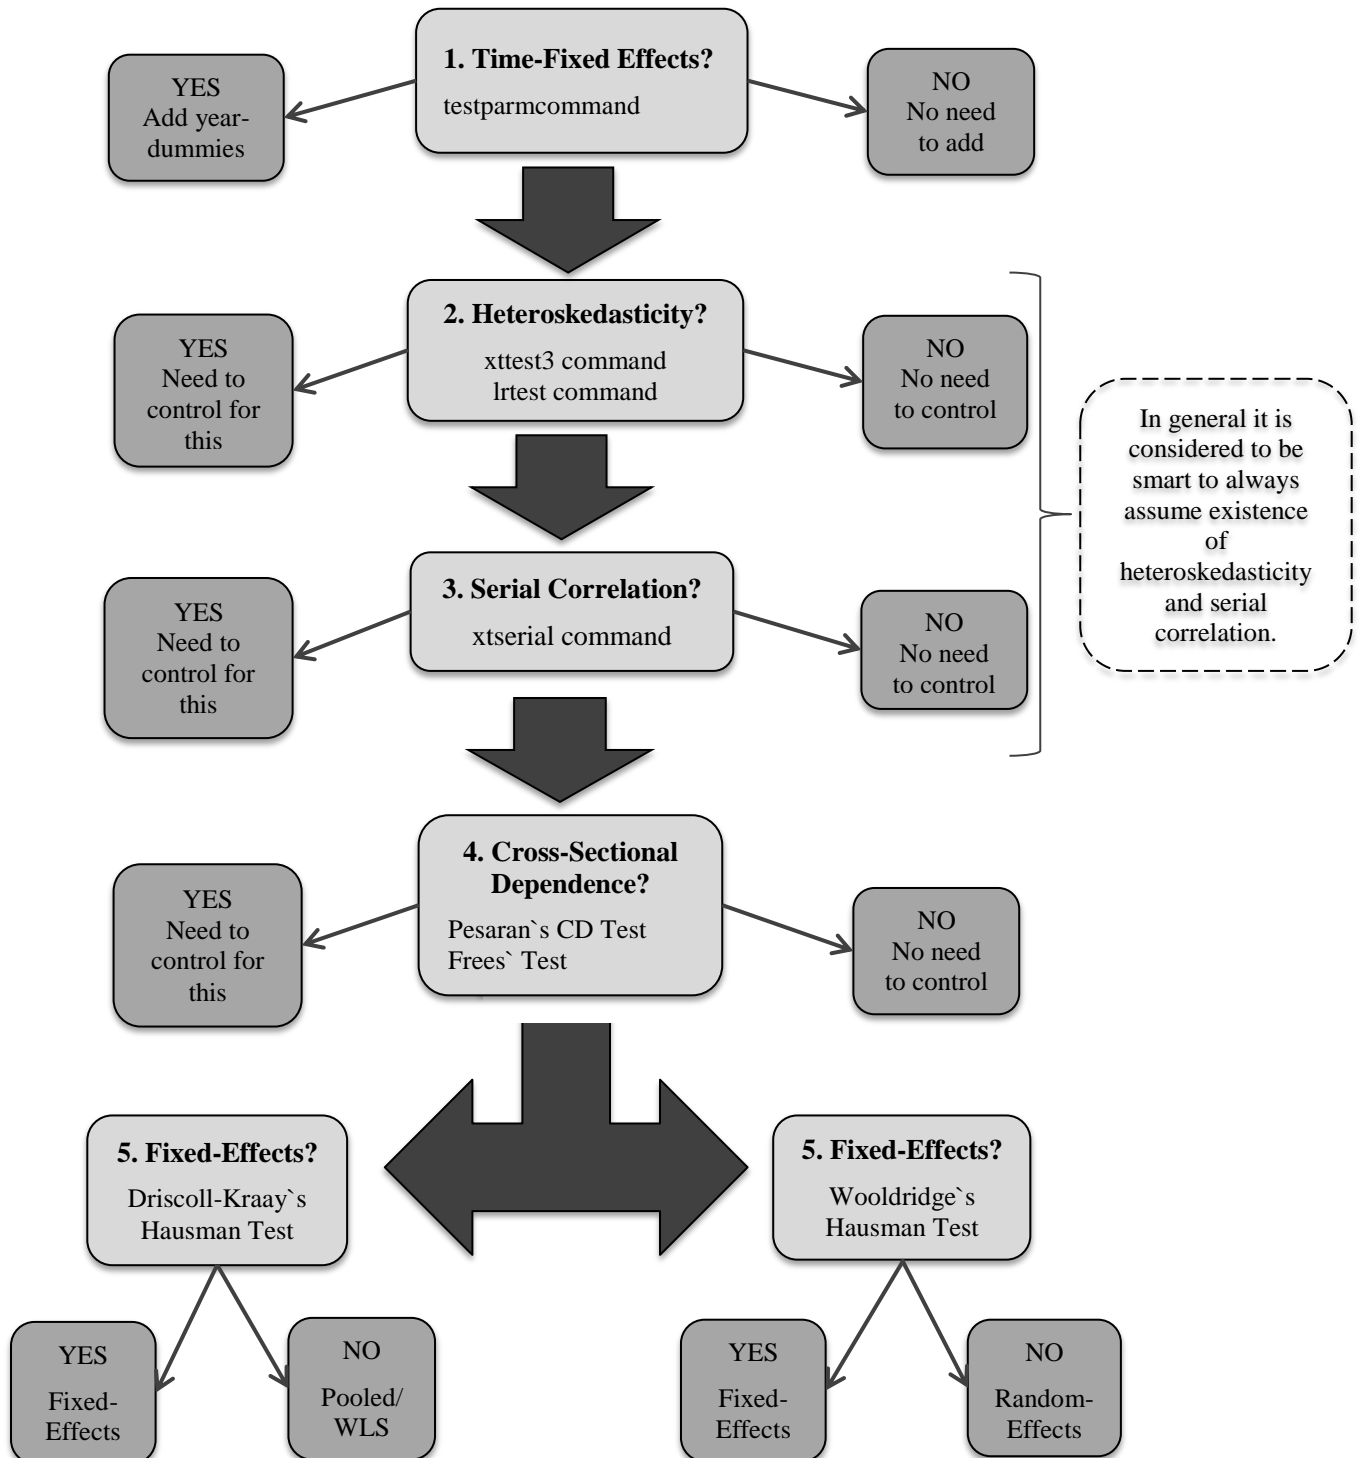 1. Time-Fixed Effects?
testparmcommand
YES
Add year-
dummies
NO
No need
to add
2. Heteroskedasticity?
xttest3 command
lrtest command
YES
Need to
control for
this
NO
No need
to control
In general it is
considered to be
smart to always
assume existence
of
heteroskedasticity
and serial
correlation.
3. Serial Correlation?
xtserial command
YES
Need to
control for
this
NO
No need
to control
4. Cross-Sectional
Dependence?
Pesaran`s CD Test
Frees` Test
YES
Need to
control for
this
NO
No need
to control
5. Fixed-Effects?
Driscoll-Kraay`s
Hausman Test
YES
Fixed-
Effects
NO
Pooled/
WLS
5. Fixed-Effects?
Wooldridge`s
Hausman Test
YES
Fixed-
Effects
NO
Random-
Effects